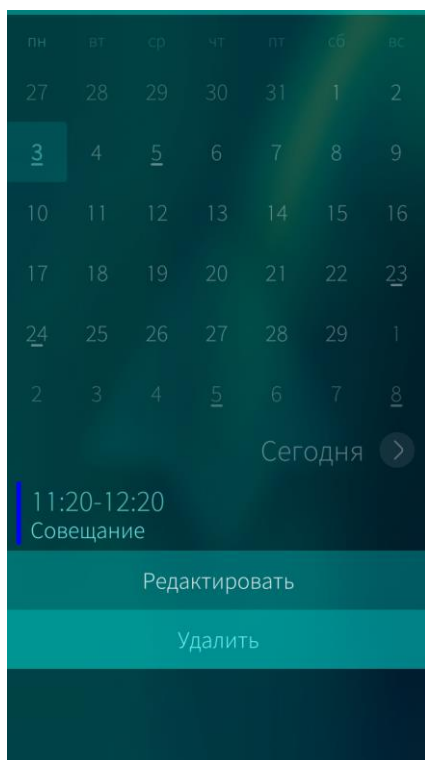 пн вт ср чт пт сб вс
27 28 29 30 31 1 2
3 4 5 6 7 8 9
10 11 12 13 14 15 16
17 18 19 20 21 22 23
24 25 26 27 28 29 1
2 3 4 5 6 7 8
Сегодня
11:20-12:20
Совещание
Редактировать
Удалить